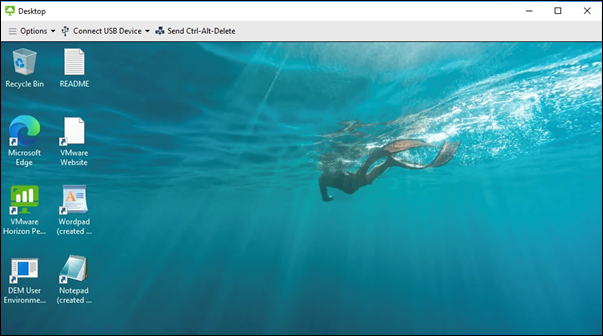 Desktop
Options Connect USB Device Send Ctrl-Alt-Delete
Recycle Bin
README
Microsoft
Edge
VMware
Website
VMware
Horizon Pe...
Wordpad
(created ...
DEM User
Environme...
Notepad
(created ...